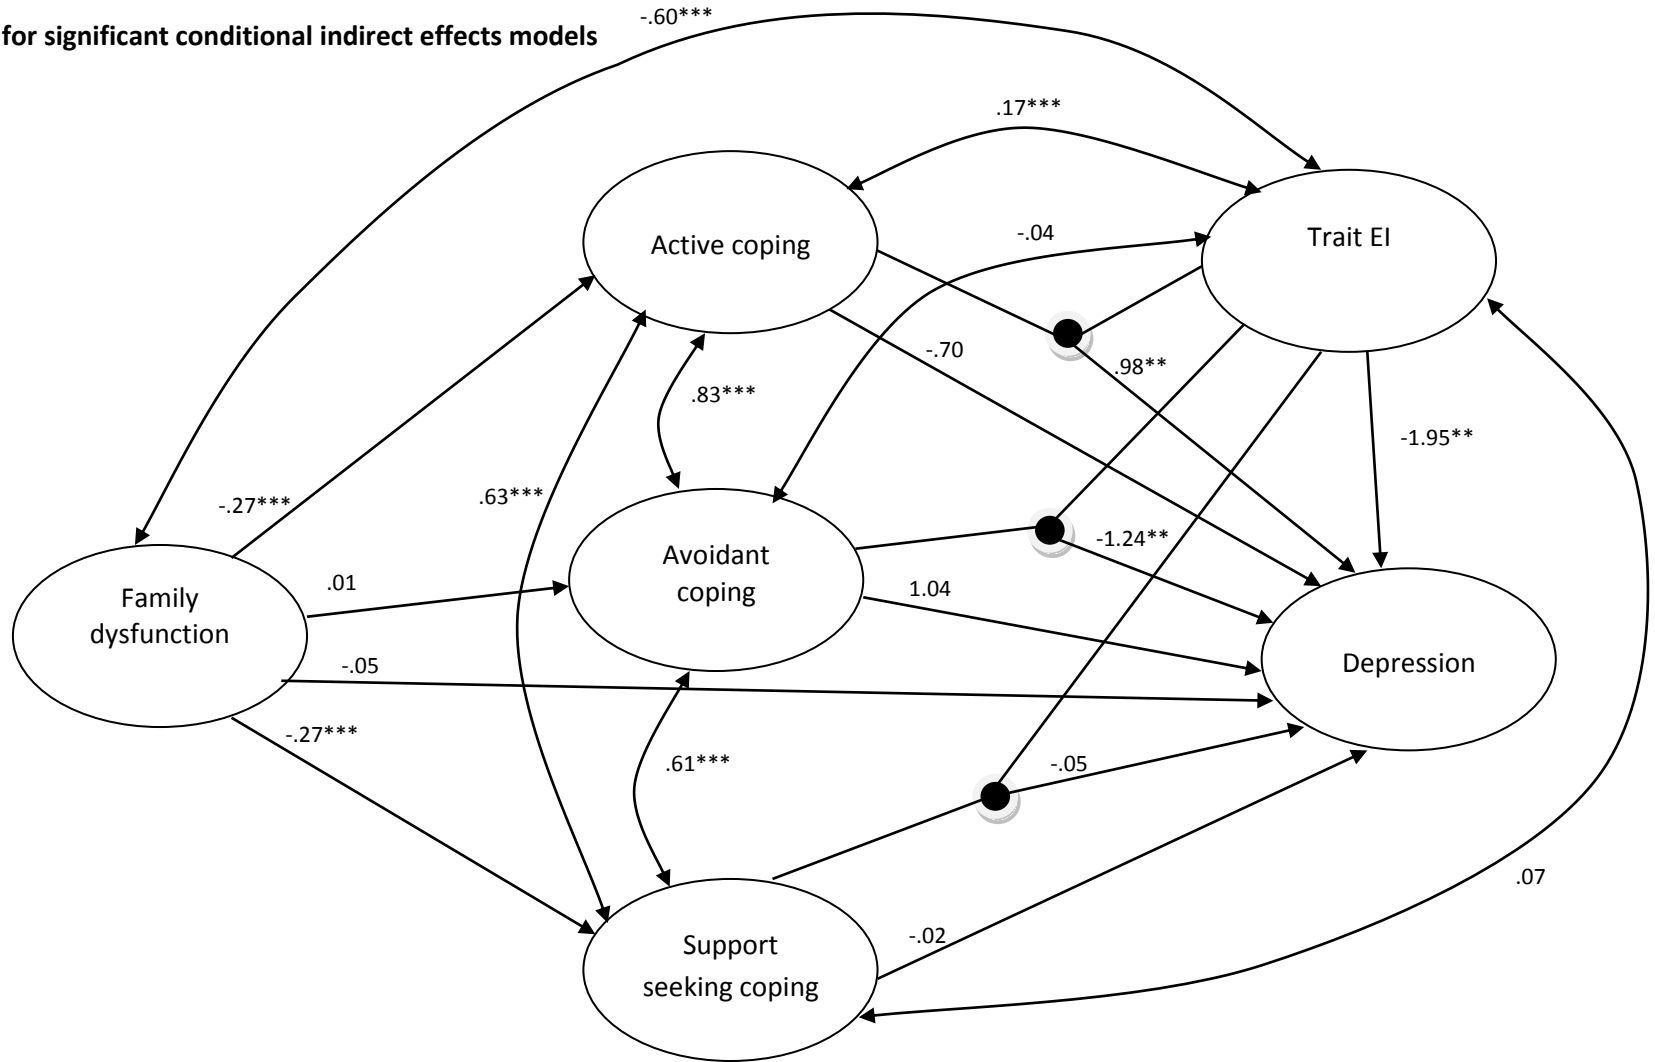 -.60***
for significant conditional indirect effects models
.17***
Active coping
Trait EI
-.04
-.70
.98**
.83***
-1.95**
-.27***
.63***
Avoidant
coping
-1.24**
.01
1.04
Family
dysfunction
-.05
Depression
-.27***
.61***
-.05
.07
-.02
Support
seeking coping